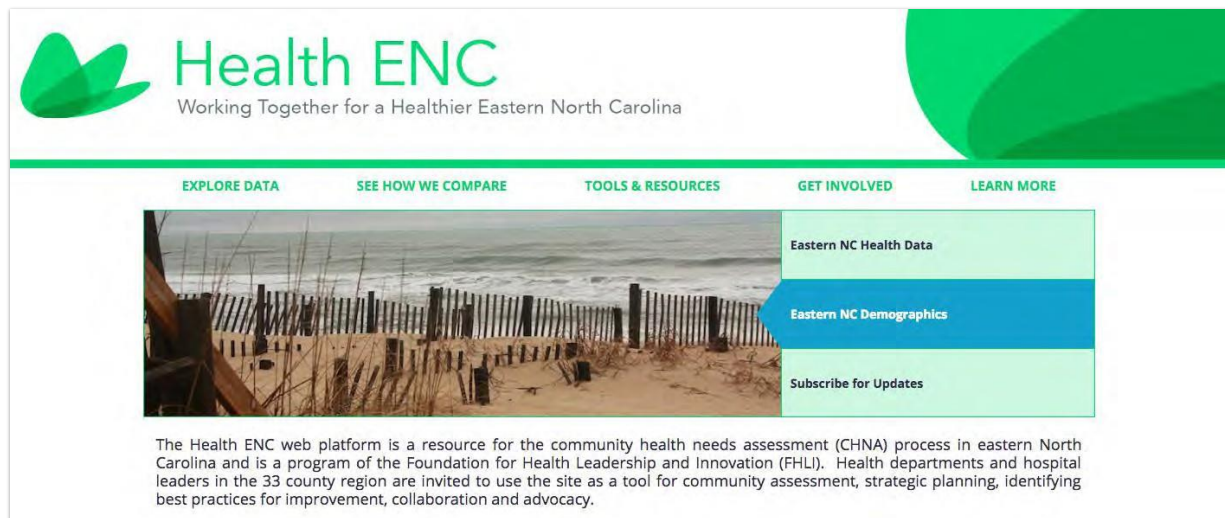 Health ENC
Working Together for a Healthier Eastern North Carolina
EXPLORE DATA SEE HOW WE COMPARE TOOLS & RESOURCES GET INVOLVED LEARN MORE
Eastern NC Health Data
Eastern NC Demographics
Subscribe for Updates
The Health ENC web platform is a resource for the community health needs assessment (CHNA) process in eastern North
Carolina and is a program of the Foundation for Health Leadership and Innovation (FHLI). Health departments and hospital
leaders in the 33 county region are invited to use the site as a tool for community assessment, strategic planning, identifying
best practices for improvement, collaboration and advocacy.